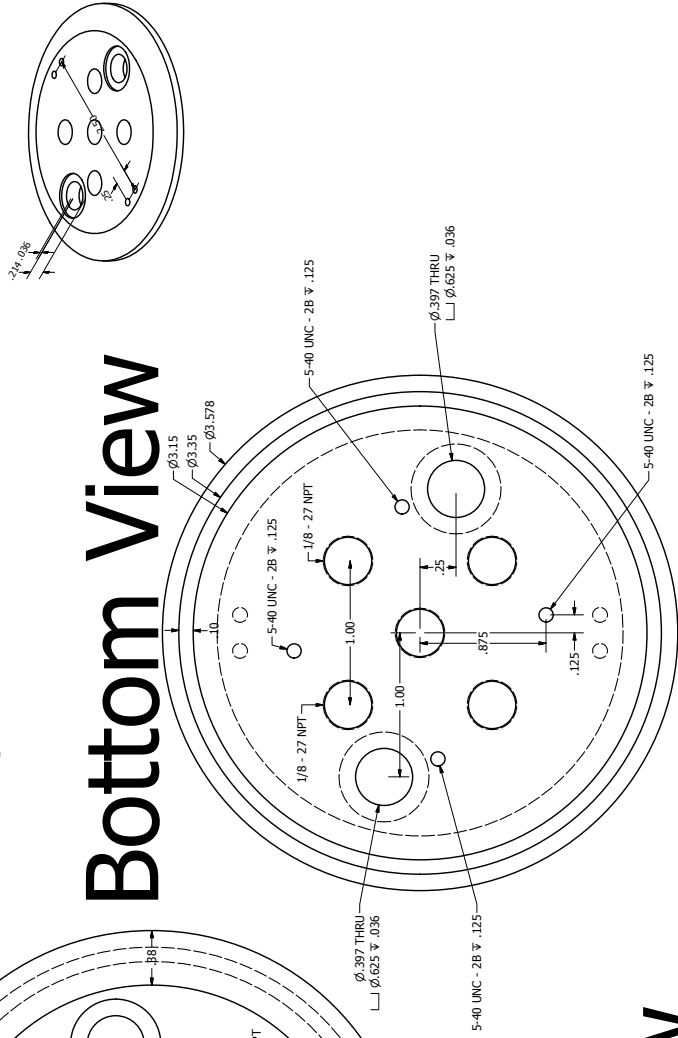 .214
.036
.25
Bottom View
Ø3.15
Ø3.35
Ø3.578
5-40 UNC - 2B ↧ .125
Ø.397 THRU
⌴ Ø.625 ↧ .036
5-40 UNC - 2B ↧ .125
1/8 - 27 NPT
5-40 UNC - 2B ↧ .125
.10
1.00
.25
.875
.125
1.00
1/8 - 27 NPT
Ø.397 THRU
⌴ Ø.625 ↧ .036
5-40 UNC - 2B ↧ .125
.38
PT
w